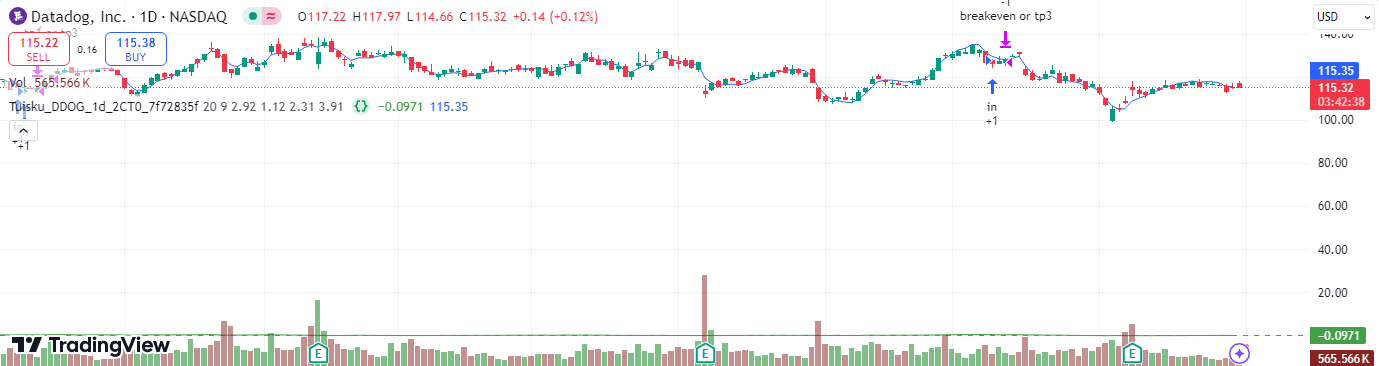 Datadog, Inc. · 1D · NASDAQ O117.22 H117.97 L114.66 C115.32 +0.14 (+0.12%)
-1
breakeven or tp3
USD
140.00
115.22 SELL 0.16 115.38 BUY
115.35
Vol 565.566K
115.32
03:42:38
Tuisku_DDOG_1d_2CT0_7f72835f 20 9 2.92 1.12 2.31 3.91 {} −0.0971 115.35
in
+1
100.00
+1
80.00
60.00
40.00
20.00
−0.0971
TradingView
E
E
E
565.566K